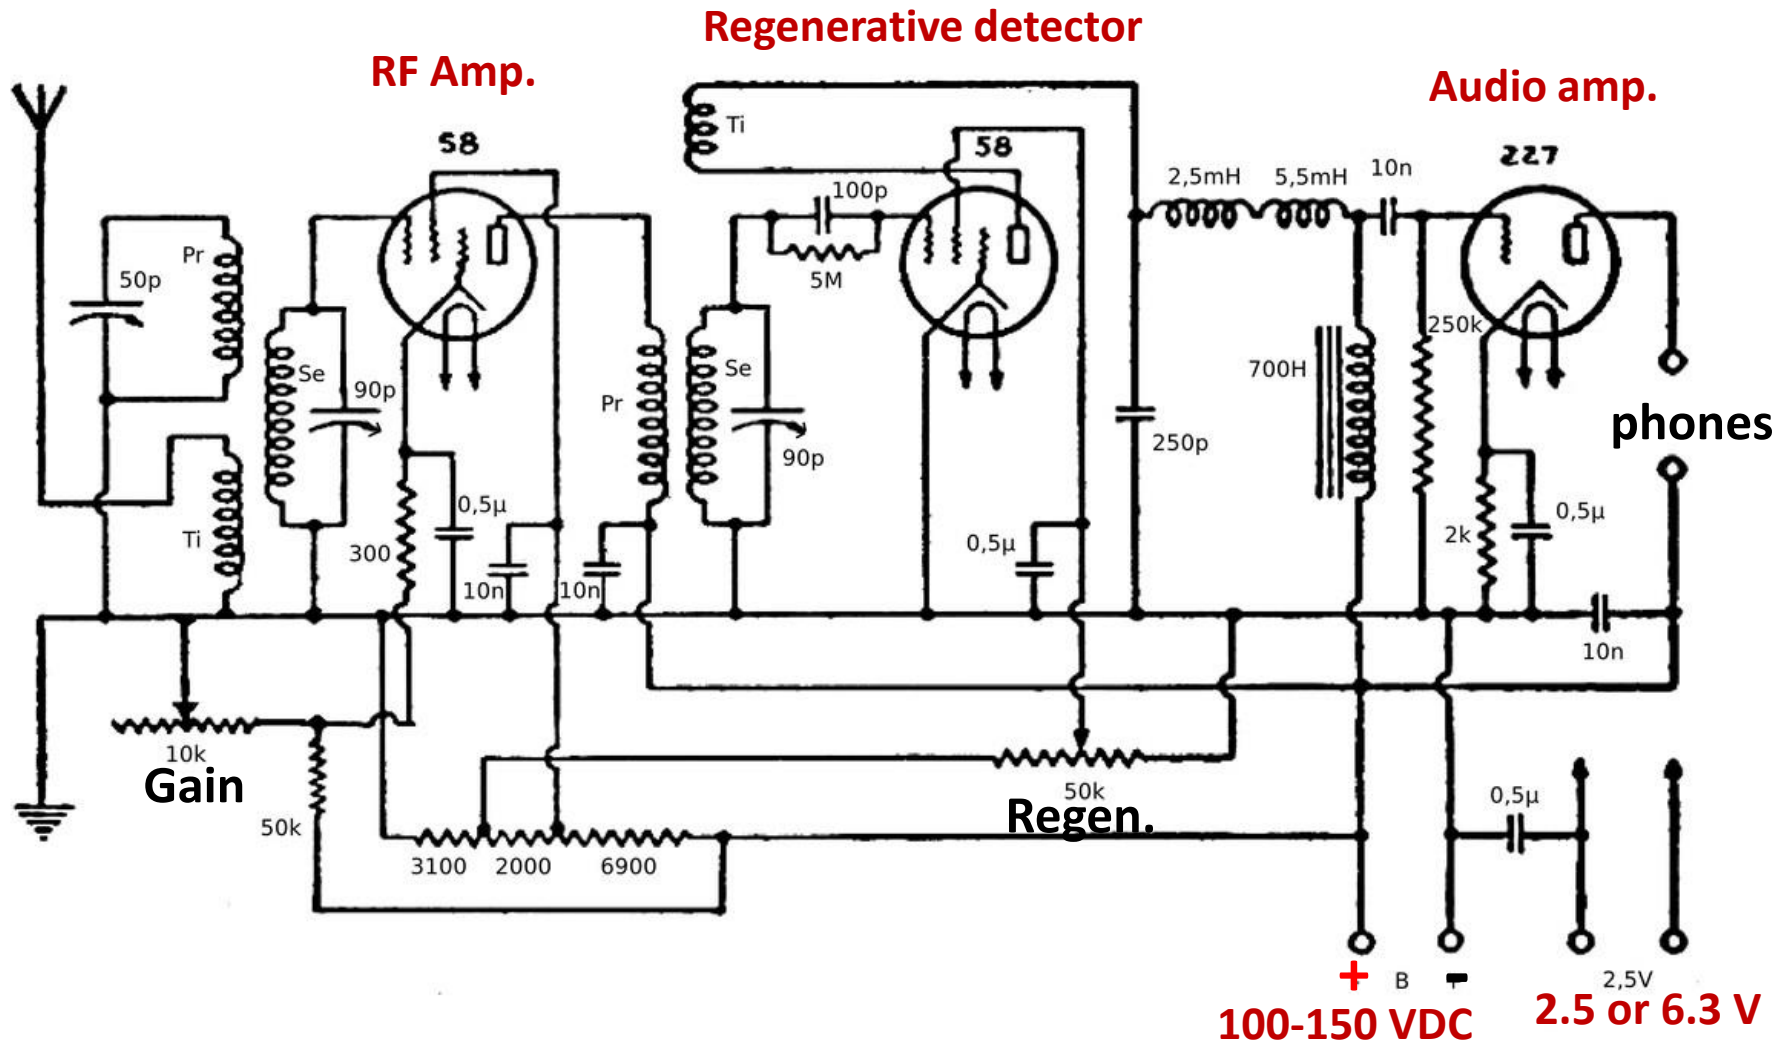 Regenerative detector
RF Amp.
Audio amp.
58
Ti
58
227
2,5mH
5,5mH
10n
100p
5M
Pr
50p
Se
90p
Pr
Se
90p
250p
700H
250k
phones
Ti
300
0,5µ
10n
10n
0,5µ
2k
0,5µ
10n
10k
Gain
50k
3100
2000
6900
50k
Regen.
0,5µ
+
B
-
2,5V
100-150 VDC
2.5 or 6.3 V